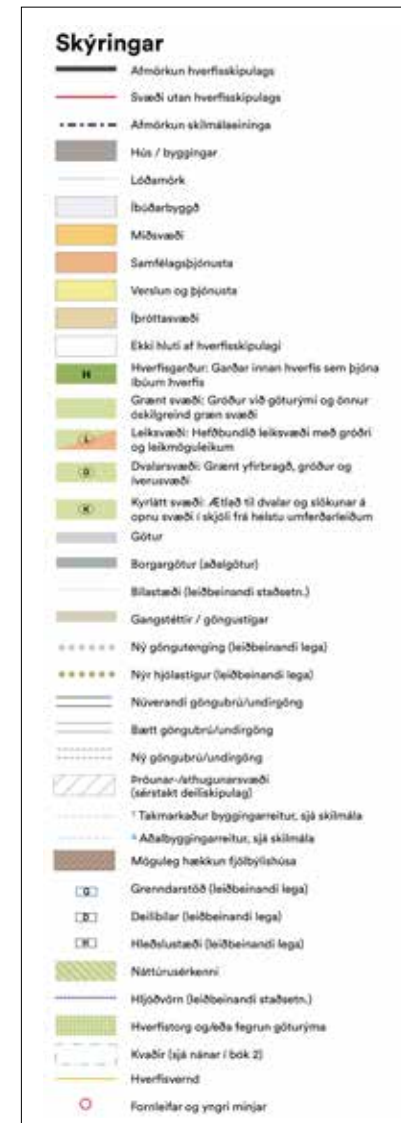 Skýringar
Afmörkun hverfisskipulags
Svæði utan hverfisskipulags
Afmörkun skilmálaeininga
Hús / byggingar
Lóðamörk
Íbúðarbyggð
Miðsvæði
Samfélagsþjónusta
Verslun og þjónusta
Íþróttasvæði
Ekki hluti af hverfisskipulagi
H Hverfisgarður: Garðar innan hverfis sem þjóna
íbúum hverfis
Grænt svæði: Gróður við göturými og önnur
óskilgreind græn svæði
L Leiksvæði: Hefðbundið leiksvæði með gróðri
og leikmöguleikum
D Dvalarsvæði: Grænt yfirbragð, gróður og
íverusvæði
K Kyrlátt svæði: Ætlað til dvalar og slökunar á
opnu svæði í skjóli frá helstu umferðarleiðum
Götur
Borgargötur (aðalgötur)
Bílastæði (leiðbeinandi staðsetn.)
Gangstéttir / göngustígar
Ný göngutenging (leiðbeinandi lega)
Nýr hjólastígur (leiðbeinandi lega)
Núverandi göngubrú/undirgöng
Bætt göngubrú/undirgöng
Ný göngubrú/undirgöng
Þróunar-/athugunarsvæði
(sérstakt deiliskipulag)
Takmarkaður byggingarreitur, sjá skilmála
Aðalbyggingarreitur, sjá skilmála
Möguleg hækkun fjölbýlishúsa
G Grenndarstöð (leiðbeinandi lega)
D Deilibílar (leiðbeinandi lega)
H Hleðslustæði (leiðbeinandi lega)
Náttúrusérkenni
Hljóðvörn (leiðbeinandi staðsetn.)
Hverfistorg og/eða fegrun göturýma
Kvaðir (sjá nánar í bók 2)
Hverfisvernd
Fornleifar og yngri minjar